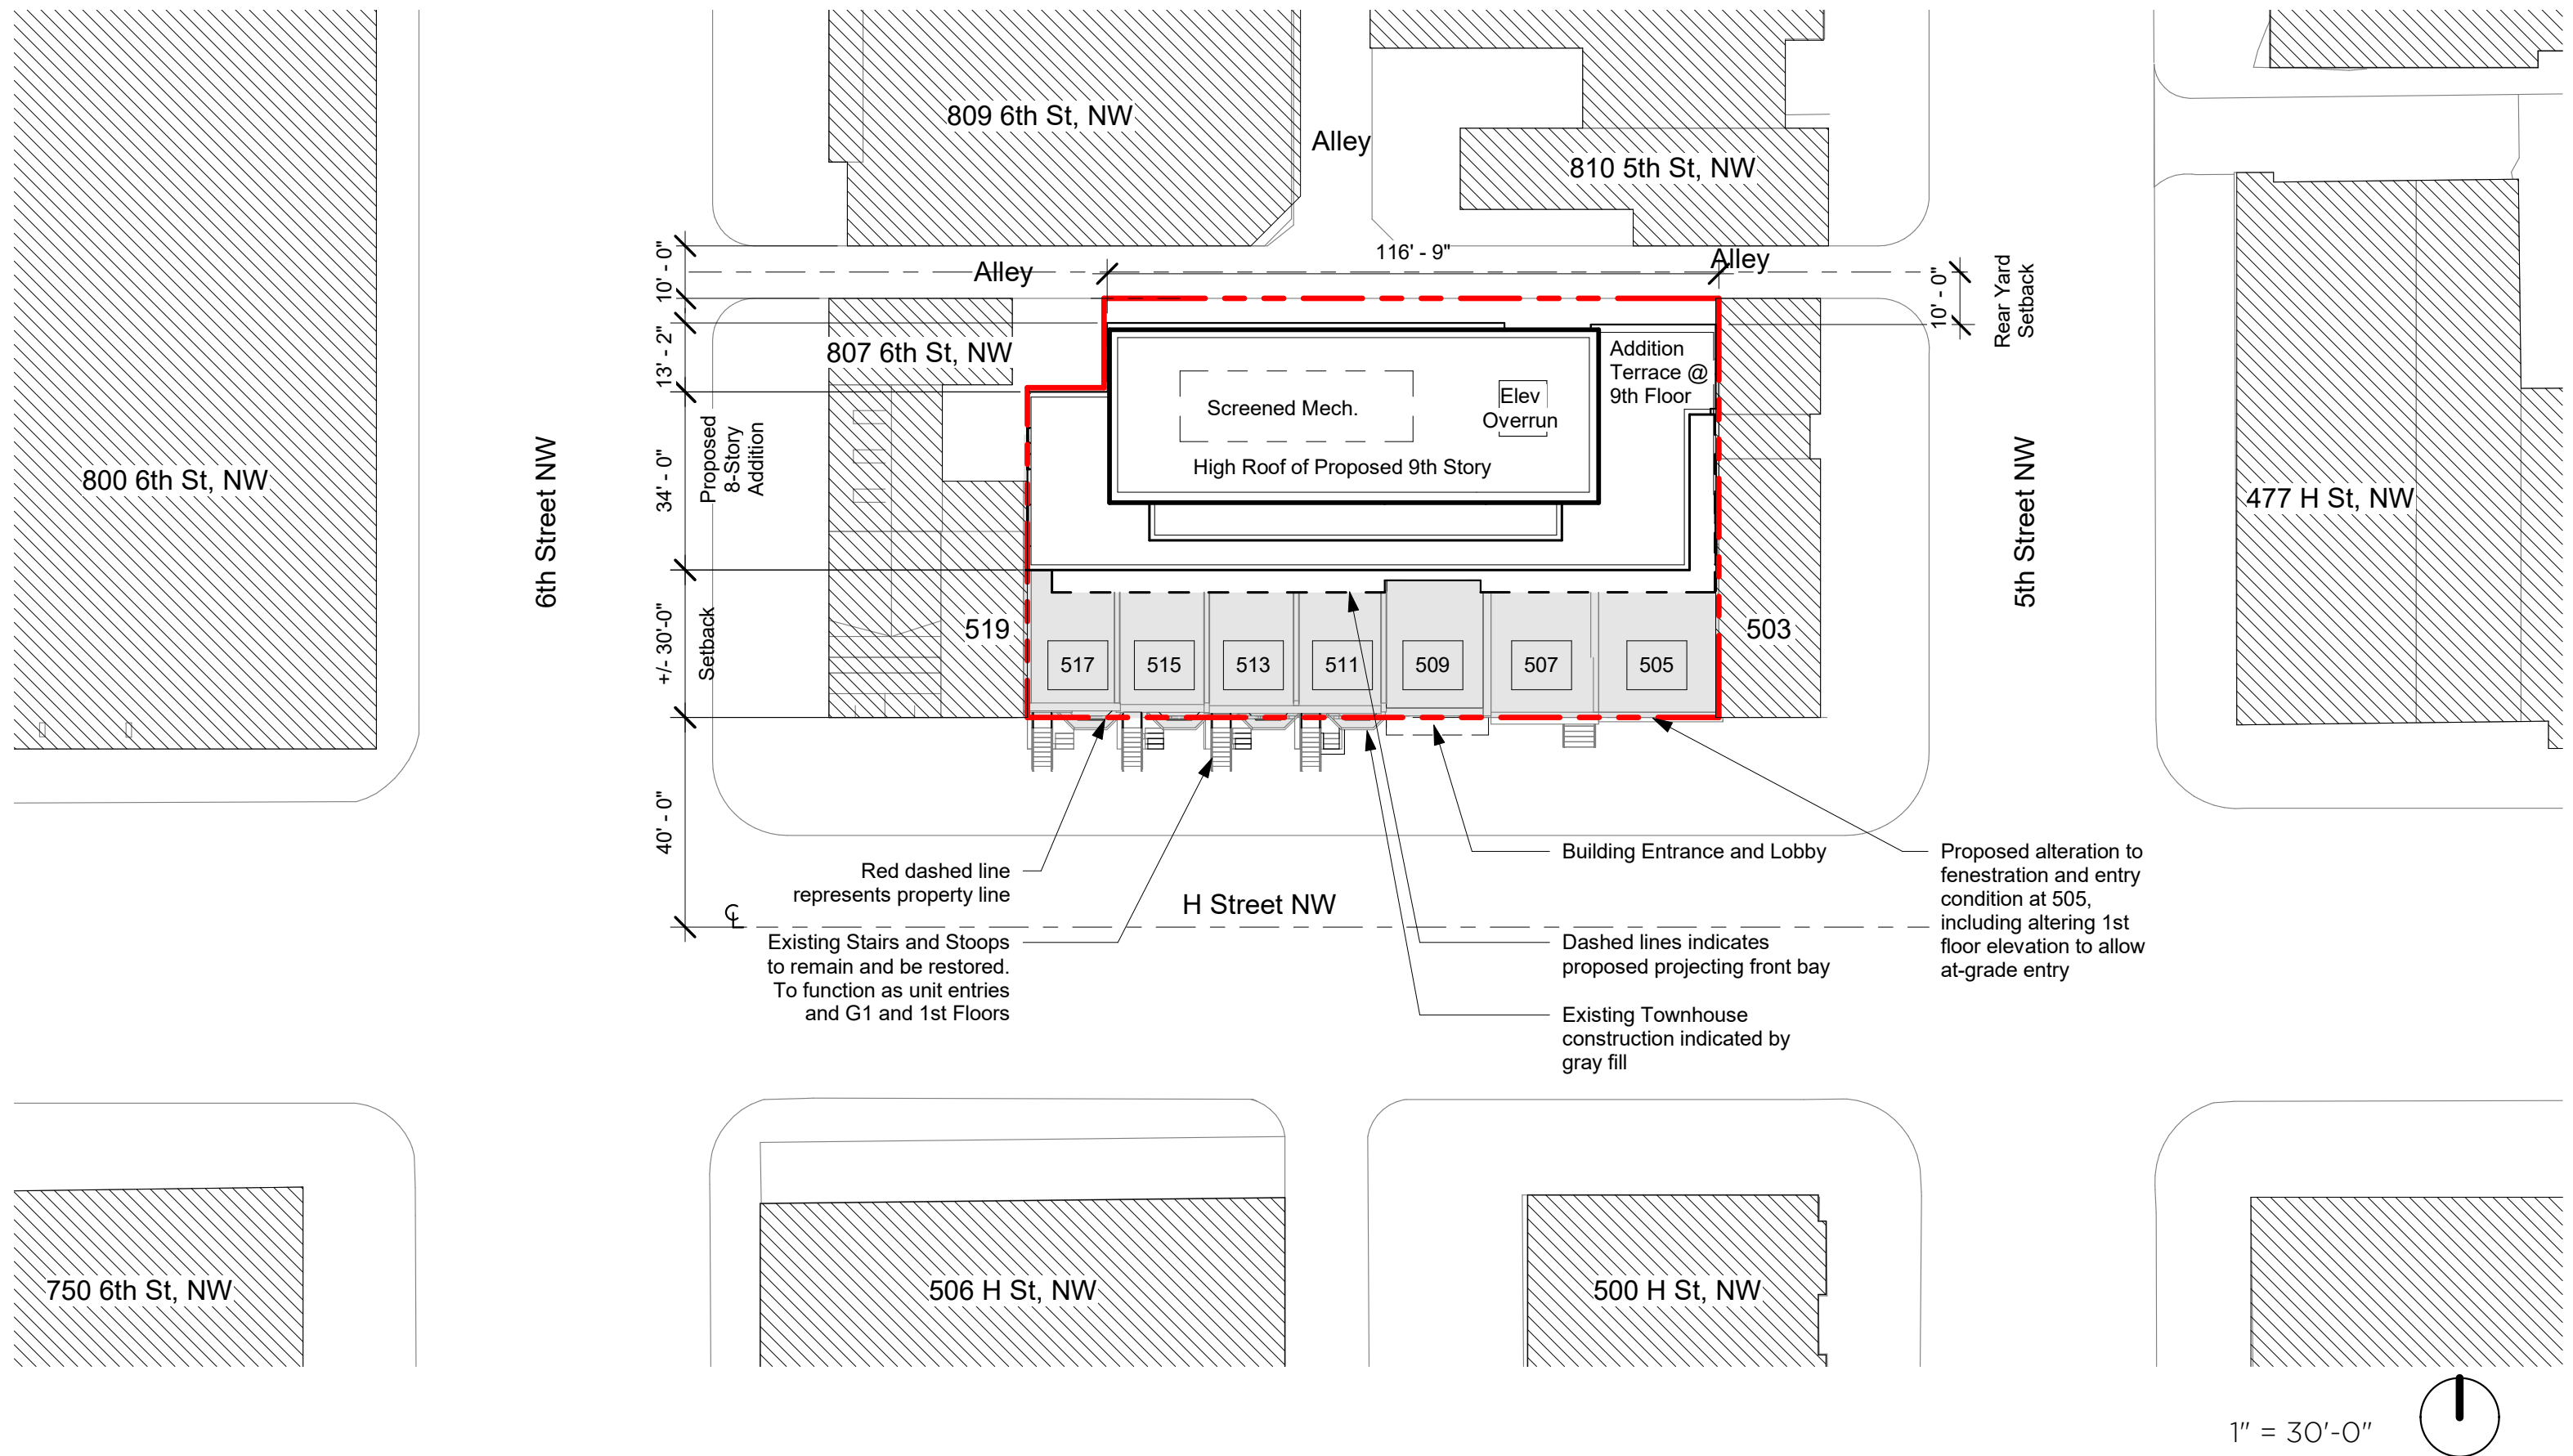 809 6th St, NW
Alley
810 5th St, NW
10' - 0"
Alley
116' - 9"
Alley
10' - 0"
Rear Yard
Setback
13' - 2"
807 6th St, NW
Addition
Terrace @
9th Floor
Screened Mech.
Elev
Overrun
High Roof of Proposed 9th Story
800 6th St, NW
6th Street NW
34' - 0"
Proposed
8-Story
Addition
5th Street NW
477 H St, NW
+/- 30'-0"
Setback
519
517
515
513
511
509
507
505
503
40' - 0"
Red dashed line
represents property line
Building Entrance and Lobby
Proposed alteration to
fenestration and entry
condition at 505,
including altering 1st
floor elevation to allow
at-grade entry
CL
H Street NW
Existing Stairs and Stoops
to remain and be restored.
To function as unit entries
and G1 and 1st Floors
Dashed lines indicates
proposed projecting front bay
Existing Townhouse
construction indicated by
gray fill
750 6th St, NW
506 H St, NW
500 H St, NW
1" = 30'-0"